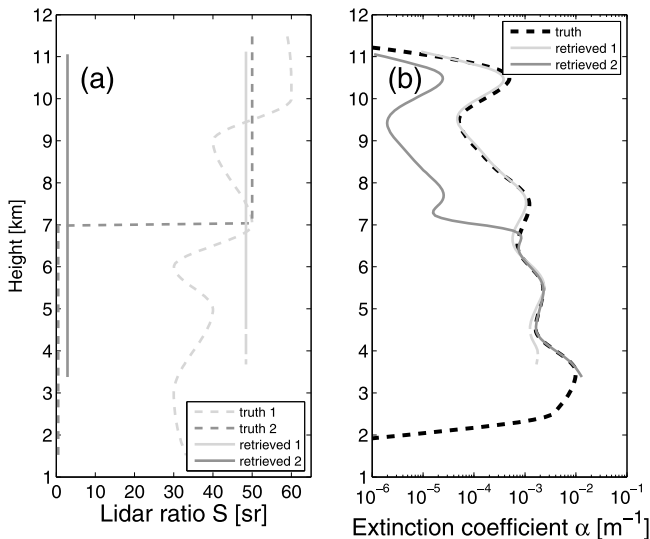 12
11
10
9
8
7
6
5
4
3
2
1
Height [km]
(a)
truth 1
truth 2
retrieved 1
retrieved 2
0 10 20 30 40 50 60
Lidar ratio S [sr]
12
11
10
9
8
7
6
5
4
3
2
1
(b)
truth
retrieved 1
retrieved 2
10⁻⁶ 10⁻⁵ 10⁻⁴ 10⁻³ 10⁻² 10⁻¹
Extinction coefficient α [m⁻¹]